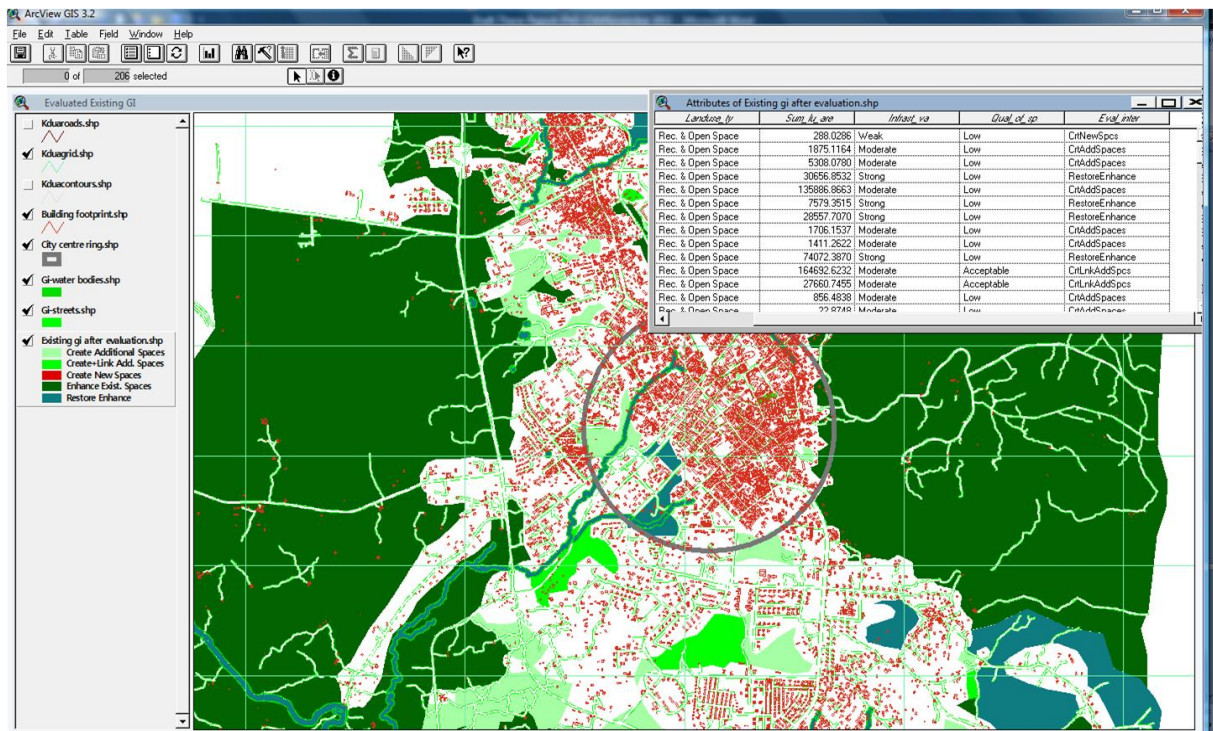 ArcView GIS 3.2
File Edit Table Field Window Help
0 of 206 selected
Evaluated Existing GI
Kduaroads.shp
Kduagrid.shp
Kduacontours.shp
Building footprint.shp
City centre ring.shp
Gi-water bodies.shp
Gi-streets.shp
Existing gi after evaluation.shp
Create Additional Spaces
Create+Link Add. Spaces
Create New Spaces
Enhance Exist. Spaces
Restore Enhance
Attributes of Existing gi after evaluation.shp
Landuse_ty Sum_lu_are Infrast_va Qual_of_sp Eval_inter
Rec. & Open Space 288.0286 Weak Low CrtNewSpcs
Rec. & Open Space 1875.1164 Moderate Low CrtAddSpaces
Rec. & Open Space 5308.0780 Moderate Low CrtAddSpaces
Rec. & Open Space 30656.8532 Strong Low RestoreEnhance
Rec. & Open Space 135886.8663 Moderate Low CrtAddSpaces
Rec. & Open Space 7579.3515 Strong Low RestoreEnhance
Rec. & Open Space 28557.7070 Strong Low RestoreEnhance
Rec. & Open Space 1706.1537 Moderate Low CrtAddSpaces
Rec. & Open Space 1411.2622 Moderate Low CrtAddSpaces
Rec. & Open Space 74072.3870 Strong Low RestoreEnhance
Rec. & Open Space 164692.6232 Moderate Acceptable CrtLnkAddSpcs
Rec. & Open Space 27660.7455 Moderate Acceptable CrtLnkAddSpcs
Rec. & Open Space 856.4838 Moderate Low CrtAddSpaces
Rec. & Open Space 22.8748 Moderate Low CrtAddSpaces